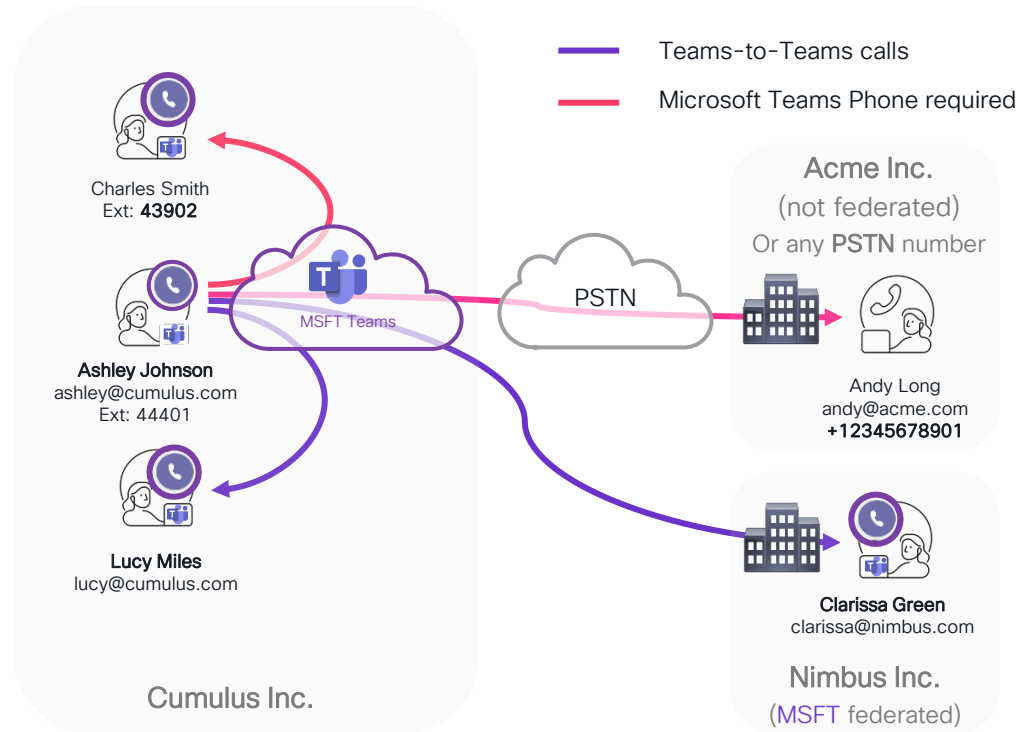 Teams-to-Teams calls
Microsoft Teams Phone required
Charles Smith
Ext: 43902
T
MSFT Teams
PSTN
Ashley Johnson
ashley@cumulus.com
Ext: 44401
Lucy Miles
lucy@cumulus.com
Cumulus Inc.
Acme Inc.
(not federated)
Or any PSTN number
Andy Long
andy@acme.com
+12345678901
Clarissa Green
clarissa@nimbus.com
Nimbus Inc.
(MSFT federated)